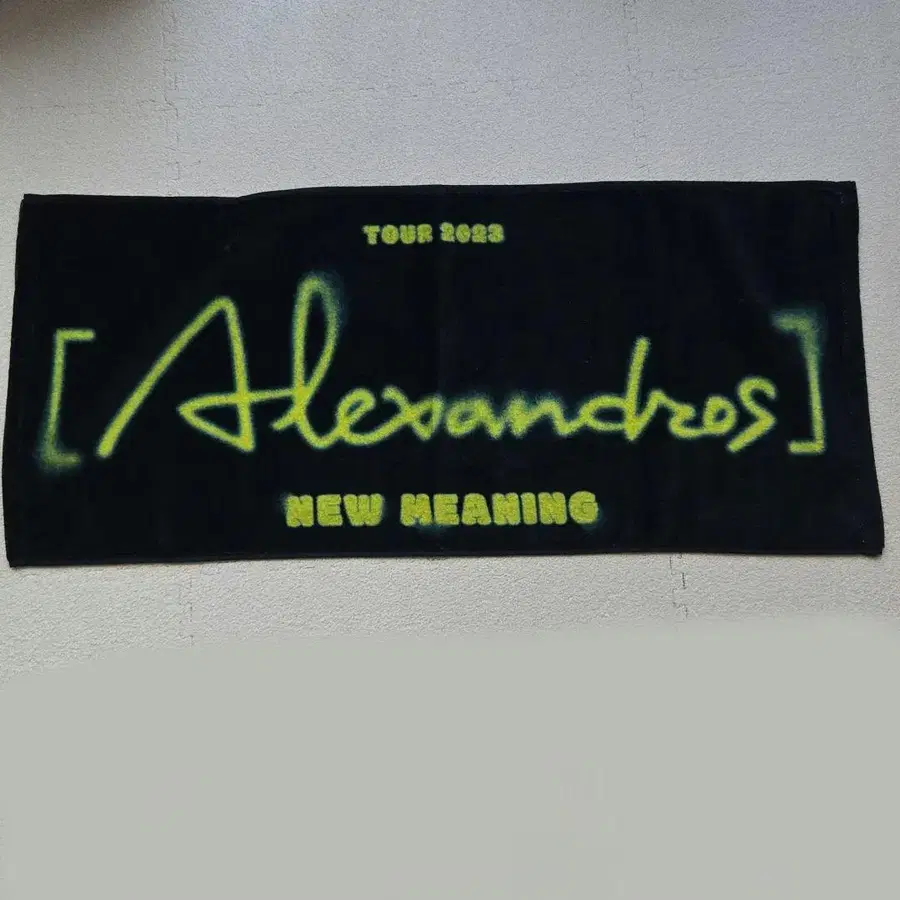 TOUR 2023
[Alexandros]
NEW MEANING